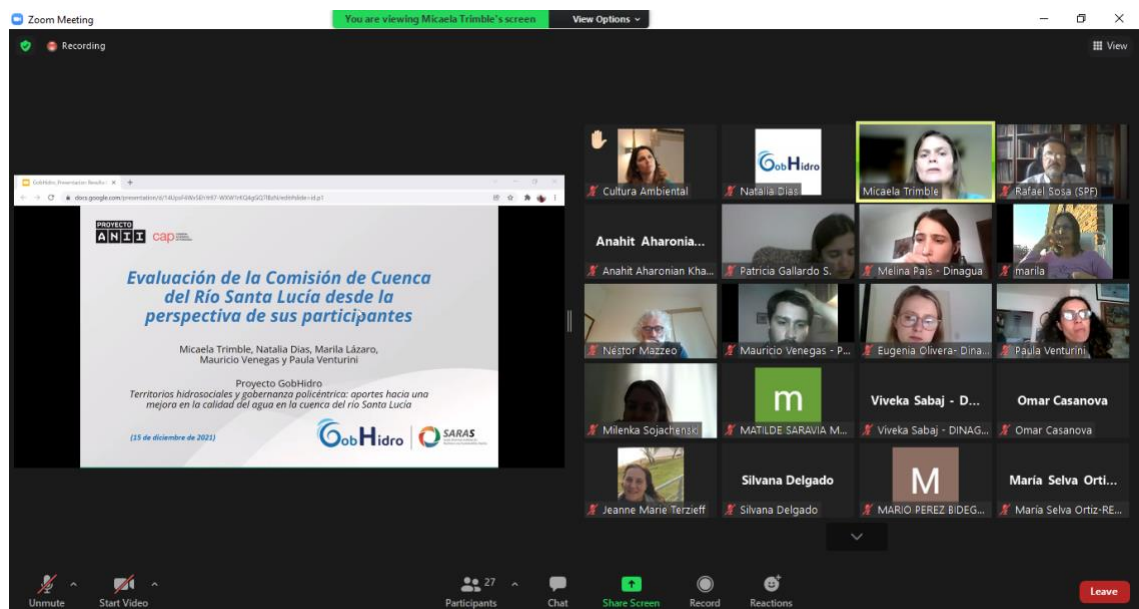 Zoom Meeting
You are viewing Micaela Trimble's screen
View Options
Recording
View
docs.google.com/presentation/d/
PROYECTO
ANII
cap
Evaluación de la Comisión de Cuenca
del Río Santa Lucía desde la
perspectiva de sus participantes
Micaela Trimble, Natalia Dias, Marila Lázaro,
Mauricio Venegas y Paula Venturini
Proyecto GobHidro
Territorios hidrosociales y gobernanza policéntrica: aportes hacia una
mejora en la calidad del agua en la cuenca del río Santa Lucía
(15 de diciembre de 2021)
GobHidro
SARAS
Cultura Ambiental
GobHidro
Natalia Dias
Micaela Trimble
Rafael Sosa (SPF)
Anahit Aharonia...
Anahit Aharonian Kha...
Patricia Gallardo S.
Melina Pais - Dinagua
marila
Néstor Mazzeo
Mauricio Venegas - P...
Eugenia Olivera- Dina...
Paula Venturini
Milenka Sojachenski
m
MATILDE SARAVIA M...
Viveka Sabaj - D...
Viveka Sabaj - DINAG...
Omar Casanova
Omar Casanova
Jeanne Marie Terzieff
Silvana Delgado
Silvana Delgado
M
MARIO PEREZ BIDEG...
María Selva Orti...
María Selva Ortiz-RE...
Unmute
Start Video
27
Participants
Chat
Share Screen
Record
Reactions
Leave